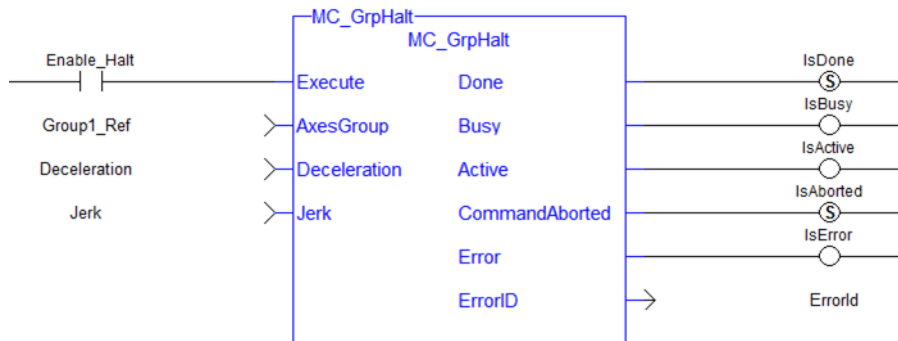 MC_GrpHalt
MC_GrpHalt
Enable_Halt
Execute Done
IsDone
S
Group1_Ref
AxesGroup Busy
IsBusy
Deceleration
Deceleration Active
IsActive
Jerk
Jerk CommandAborted
IsAborted
S
Error
IsError
ErrorID
ErrorId